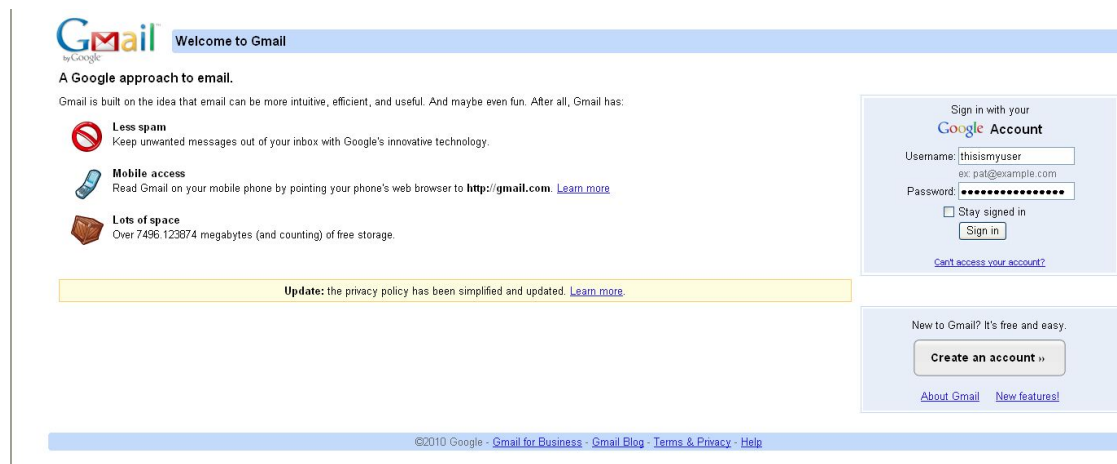 Gmail
by Google
Welcome to Gmail
A Google approach to email.
Gmail is built on the idea that email can be more intuitive, efficient, and useful. And maybe even fun. After all, Gmail has:
Less spam
Keep unwanted messages out of your inbox with Google's innovative technology.
Mobile access
Read Gmail on your mobile phone by pointing your phone's web browser to http://gmail.com. Learn more
Lots of space
Over 7496.123874 megabytes (and counting) of free storage.
Update: the privacy policy has been simplified and updated. Learn more.
Sign in with your
Google Account
Username: thisismyuser
ex: pat@example.com
Password: ●●●●●●●●●●●●●●●●
Stay signed in
Sign in
Can't access your account?
New to Gmail? It's free and easy.
Create an account »
About Gmail New features!
©2010 Google - Gmail for Business - Gmail Blog - Terms & Privacy - Help